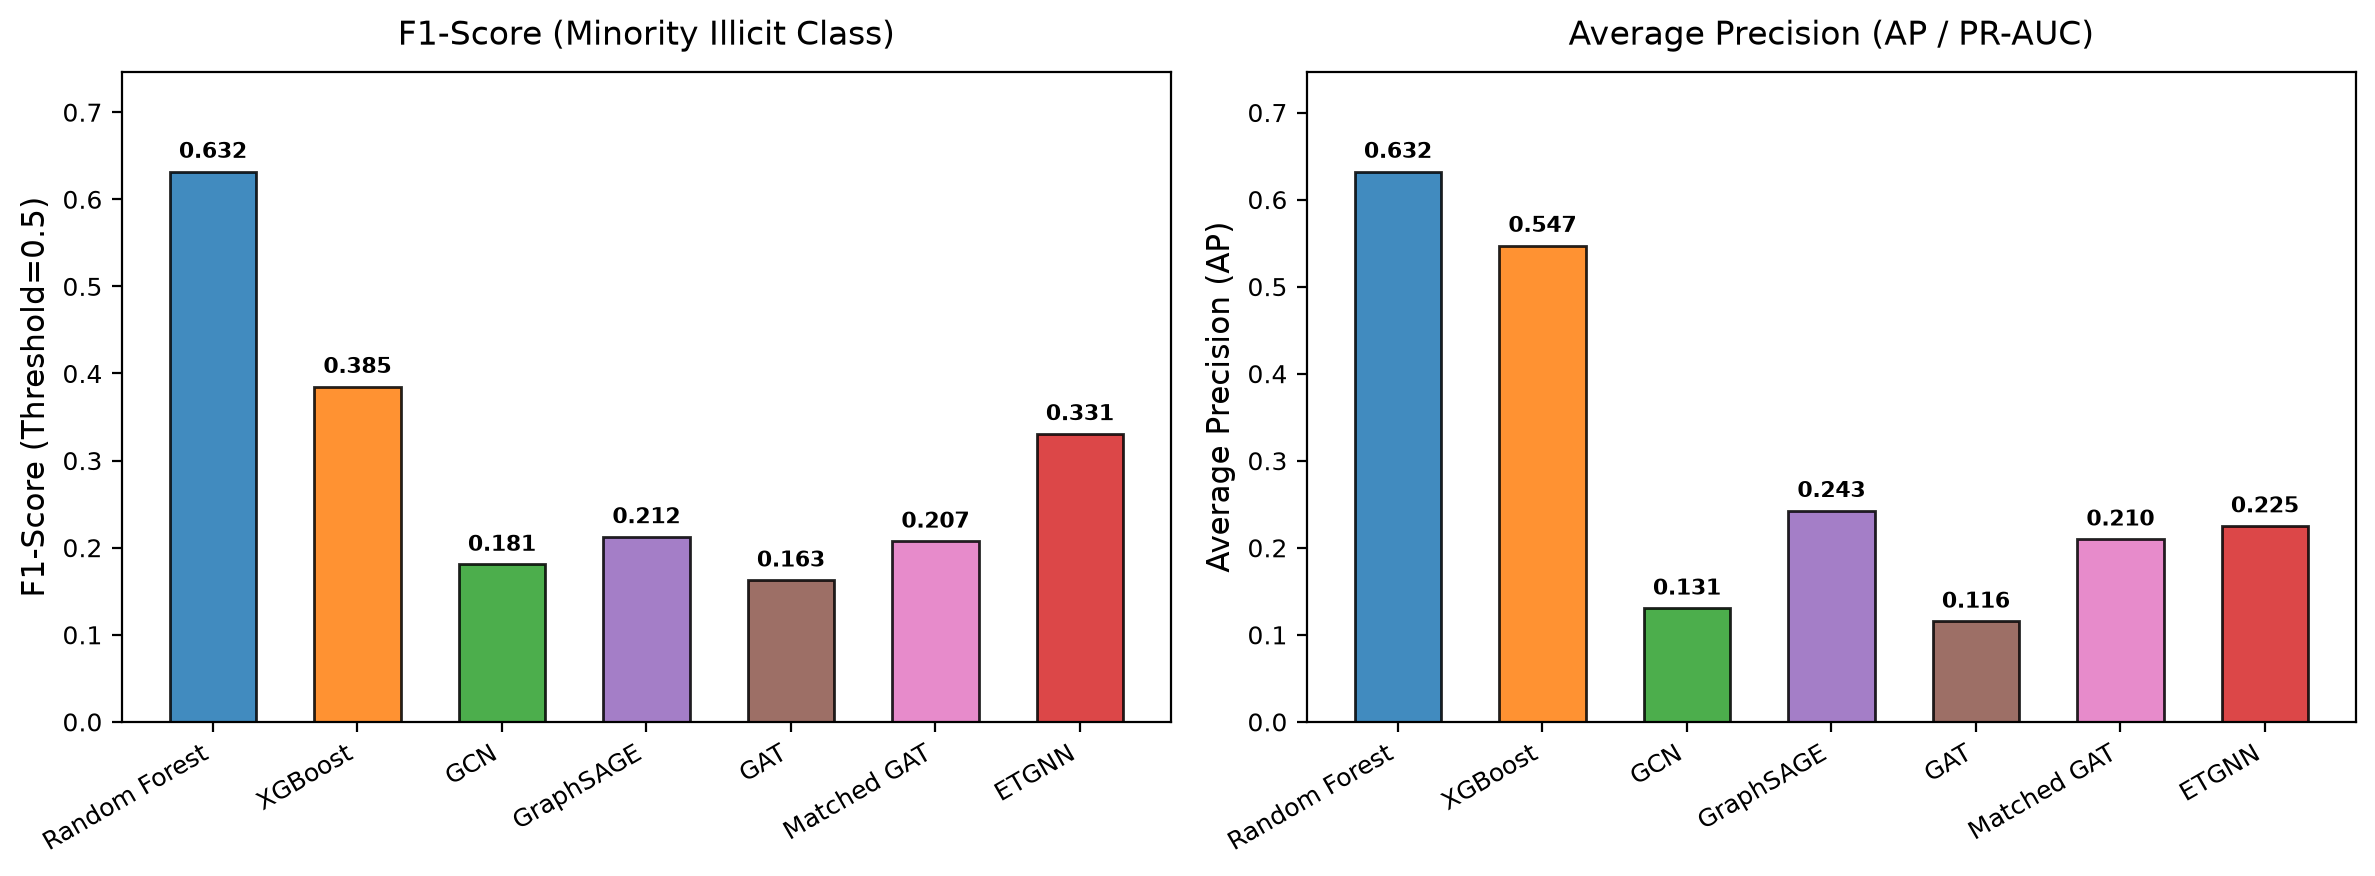 F1-Score (Minority Illicit Class)
F1-Score (Threshold=0.5)
0.7
0.6
0.5
0.4
0.3
0.2
0.1
0.0
0.632
0.385
0.181
0.212
0.163
0.207
0.331
Random Forest
XGBoost
GCN
GraphSAGE
GAT
Matched GAT
ETGNN
Average Precision (AP / PR-AUC)
Average Precision (AP)
0.7
0.6
0.5
0.4
0.3
0.2
0.1
0.0
0.632
0.547
0.131
0.243
0.116
0.210
0.225
Random Forest
XGBoost
GCN
GraphSAGE
GAT
Matched GAT
ETGNN